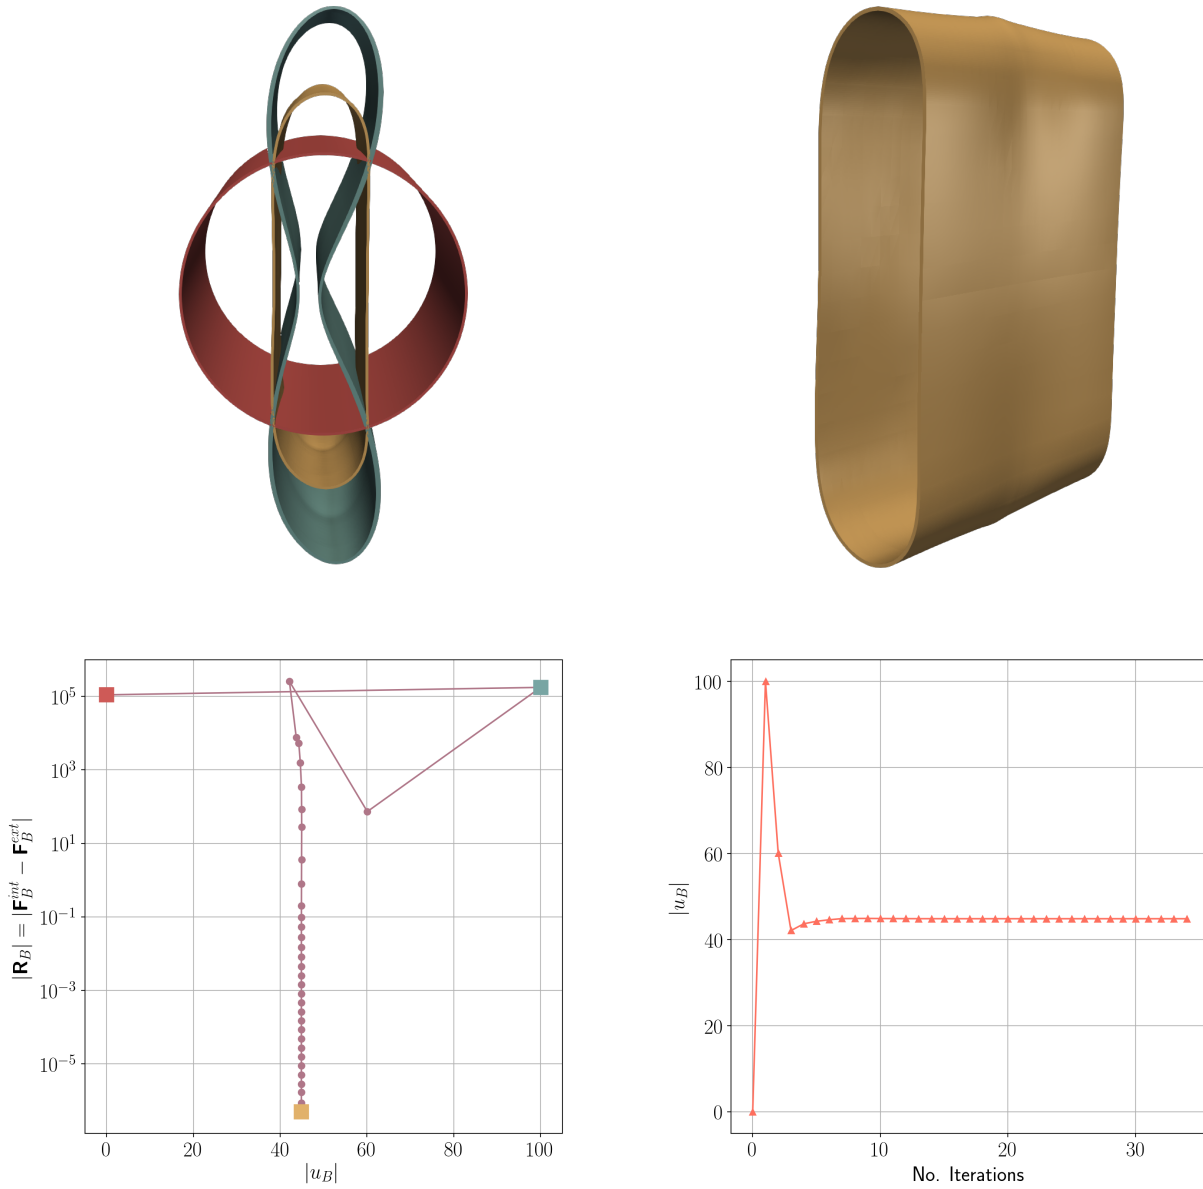 10^5
10^3
10^1
10^{-1}
10^{-3}
10^{-5}
|R_B| = |F_B^{int} − F_B^{ext}|
0 20 40 60 80 100
|u_B|
100
80
60
40
20
0
|u_B|
0 10 20 30
No. Iterations